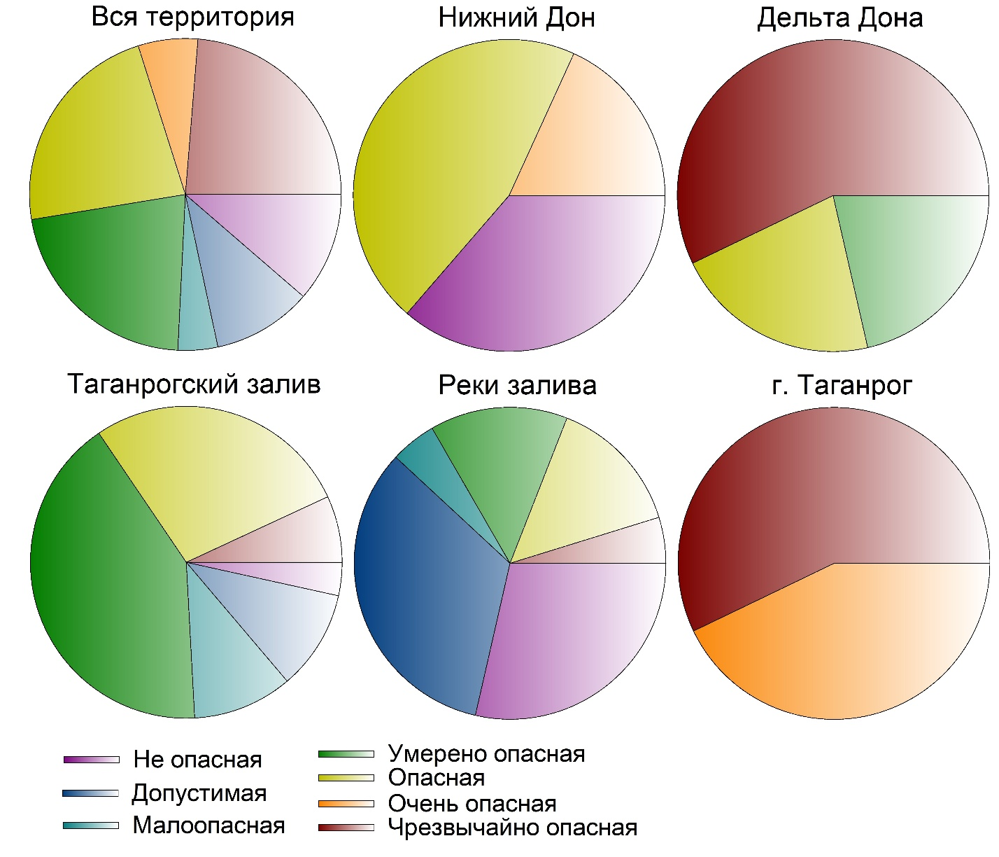 Вся территория
Нижний Дон
Дельта Дона
Таганрогский залив
Реки залива
г. Таганрог
Не опасная
Допустимая
Малоопасная
Умерено опасная
Опасная
Очень опасная
Чрезвычайно опасная